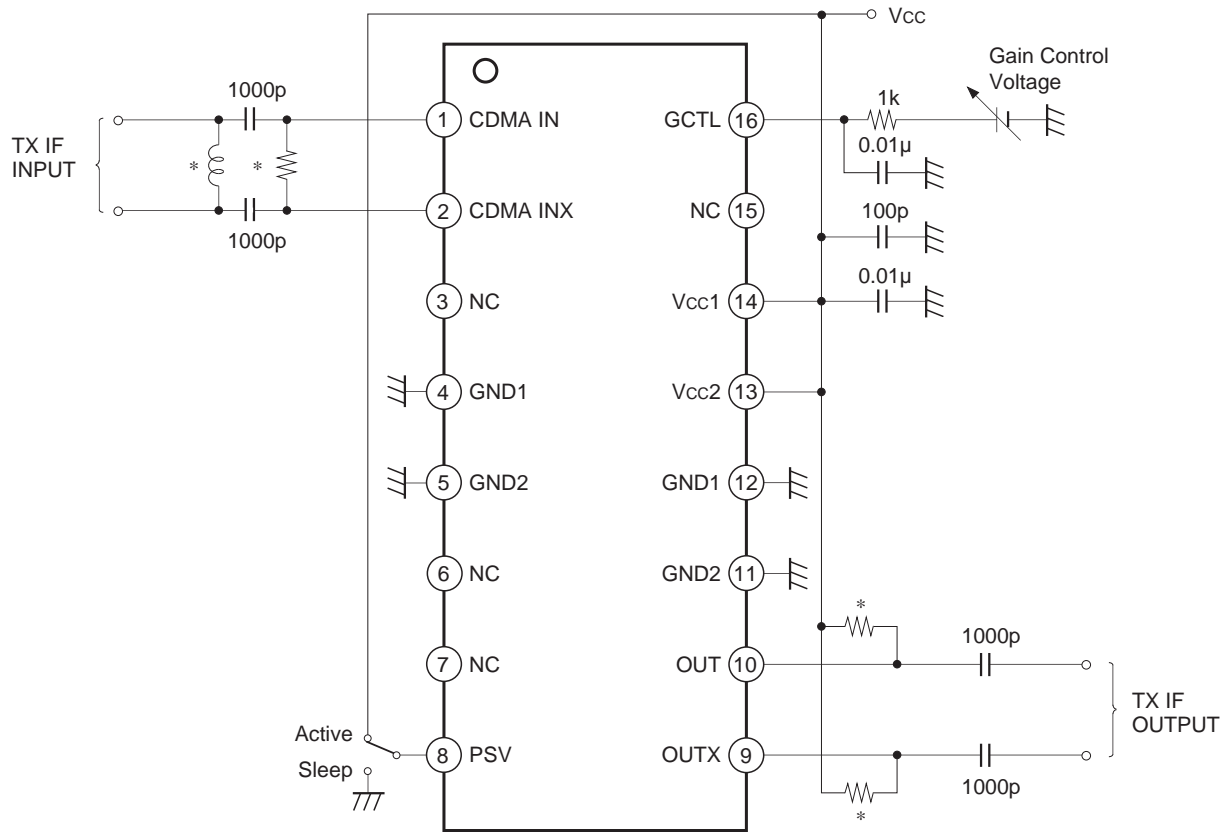 Vcc
Gain Control
Voltage
1000p
1k
1 CDMA IN
GCTL 16
0.01µ
TX IF
INPUT
*
*
2 CDMA INX
NC 15
100p
1000p
0.01µ
3 NC
Vcc1 14
4 GND1
Vcc2 13
5 GND2
GND1 12
6 NC
GND2 11
*
1000p
7 NC
OUT 10
TX IF
OUTPUT
Active
8 PSV
OUTX 9
Sleep
1000p
*